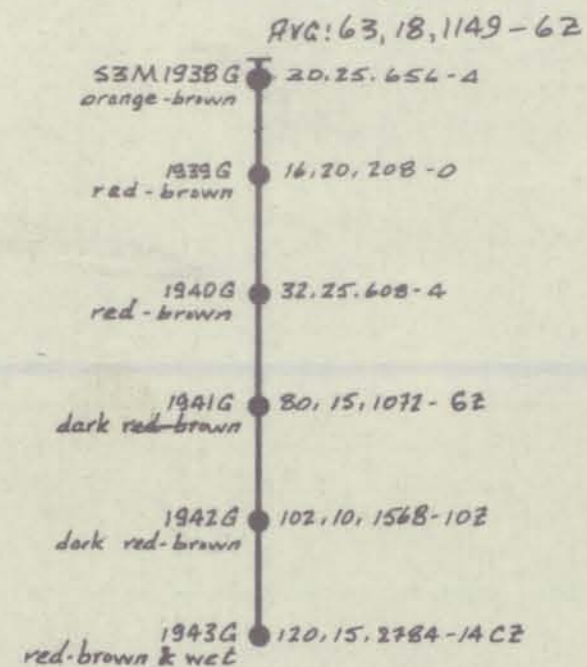 AVG: 63, 18, 1149 - 6Z
S3M1938G 20.25.656-4
orange-brown
1939G 16,20,208-0
red-brown
1940G 32.25.608-4
red-brown
1941G 80,15,1072-6Z
dark red-brown
1942G 102,10,1568-10Z
dark red-brown
1943G 120,15,2784-14CZ
red-brown & wet